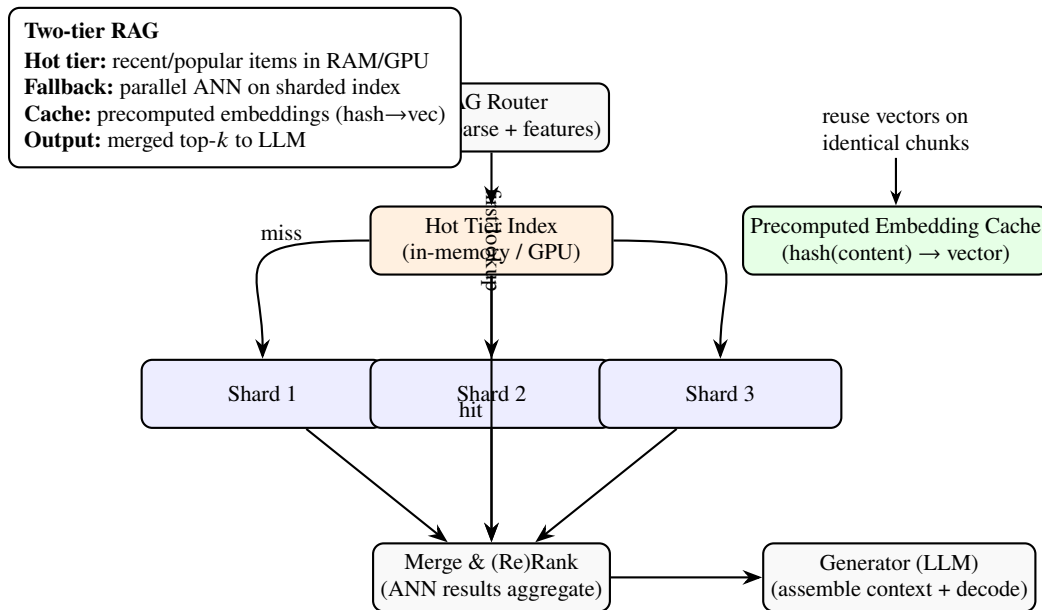 Two-tier RAG
Hot tier: recent/popular items in RAM/GPU
Fallback: parallel ANN on sharded index
Cache: precomputed embeddings (hash→vec)
Output: merged top-k to LLM
Router
+ features)
reuse vectors on
identical chunks
first lookup
miss
Hot Tier Index
(in-memory / GPU)
Precomputed Embedding Cache
(hash(content) → vector)
Shard 1
Shard 2
Shard 3
hit
Merge & (Re)Rank
(ANN results aggregate)
Generator (LLM)
(assemble context + decode)